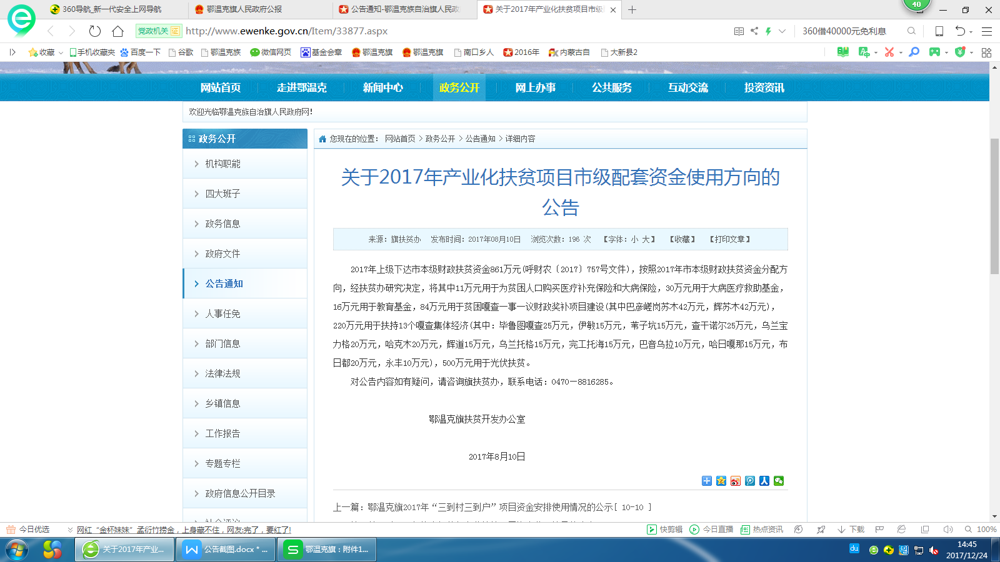 360导航_新一代安全上网导航
鄂温克旗人民政府公报
公告通知-鄂温克族自治旗人民政
关于2017年产业化扶贫项目市级
40
党政机关 证
http://www.ewenke.gov.cn/Item/33877.aspx
360借40000元免利息
收藏
手机收藏夹
百度一下
谷歌
鄂温克族
微信网页
基金会章
鄂温克旗
鄂温克旗
南口乡人
2016年
内蒙古自
大新县2
网站首页
走进鄂温克
新闻中心
政务公开
网上办事
公共服务
互动交流
投资资讯
欢迎光临鄂温克族自治旗人民政府网!
政务公开
机构职能
四大班子
政务信息
政府文件
公告通知
人事任免
部门信息
法律法规
乡镇信息
工作报告
专题专栏
政府信息公开目录
您现在的位置: 网站首页 > 政务公开 > 公告通知 > 详细内容
关于2017年产业化扶贫项目市级配套资金使用方向的
公告
来源: 旗扶贫办 发布时间: 2017年08月10日 浏览次数: 196 次 【字体: 小 大】 【收藏】 【打印文章】
2017年上级下达市本级财政扶贫资金861万元(呼财农〔2017〕757号文件), 按照2017年市本级财政扶贫资金分配方
向, 经扶贫办研究决定, 将其中11万元用于为贫困人口购买医疗补充保险和大病保险, 30万元用于大病医疗救助基金,
16万元用于教育基金, 84万元用于贫困嘎查一事一议财政奖补项目建设(其中巴彦嵯岗苏木42万元, 辉苏木42万元),
220万元用于扶持13个嘎查集体经济(其中: 毕鲁图嘎查25万元, 伊敏15万元, 苇子坑15万元, 查干诺尔25万元, 乌兰宝
力格20万元, 哈克木20万元, 辉道15万元, 乌兰托格15万元, 完工托海15万元, 巴音乌拉10万元, 哈日嘎那15万元, 布
日都20万元, 永丰10万元), 500万元用于光伏扶贫。
对公告内容如有疑问, 请咨询旗扶贫办, 联系电话: 0470—8816285。
鄂温克旗扶贫开发办公室
2017年8月10日
上一篇: 鄂温克旗2017年“三到村三到户”项目资金安排使用情况的公示[ 10-10 ]
今日优选
网红“金杯妹妹”孟衍竹捞金, 上身藏不住, 网友:完了, 要红了!
快剪辑
今日直播
热点资讯
下载
100%
关于2017年产业...
公告截图.docx * ...
鄂温克旗: 附件1...
du
14:45
2017/12/24